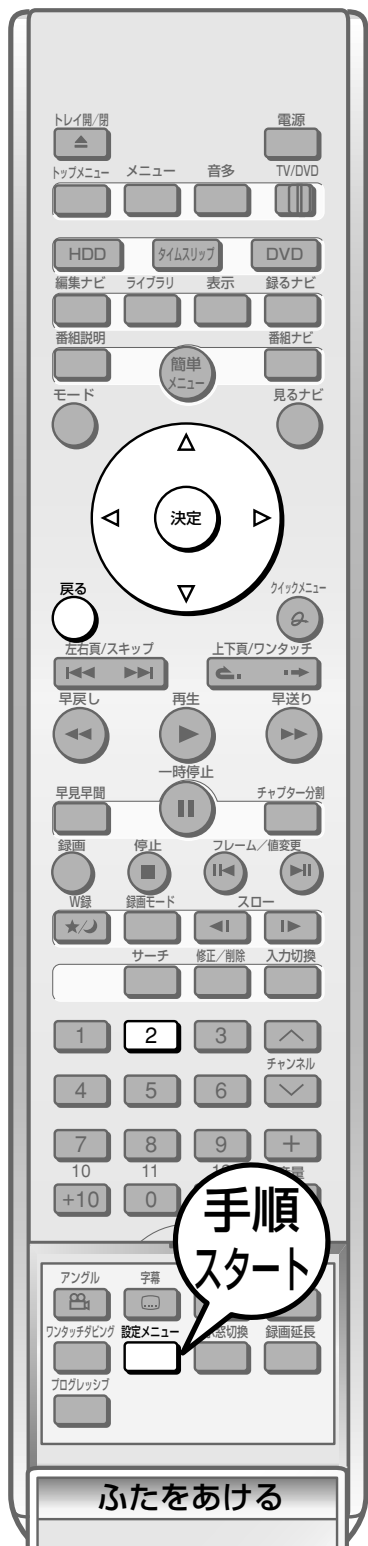 トレイ開/閉 電源
トップメニュー メニュー 音多 TV/DVD
HDD タイムスリップ DVD
編集ナビ ライブラリ 表示 録るナビ
番組説明 番組ナビ
簡単
メニュー
モード 見るナビ
決定
戻る クイックメニュー
左右頁/スキップ 上下頁/ワンタッチ
早戻し 再生 早送り
一時停止
早見早聞 チャプター分割
録画 停止 フレーム/値変更
W録 録画モード スロー
サーチ 修正/削除 入力切換
1 2 3
チャンネル
4 5 6
7 8 9 +
10 11
+10 0
手順
スタート
アングル 字幕
ワンタッチダビング 設定メニュー 窓切換 録画延長
プログレッシブ
ふたをあける